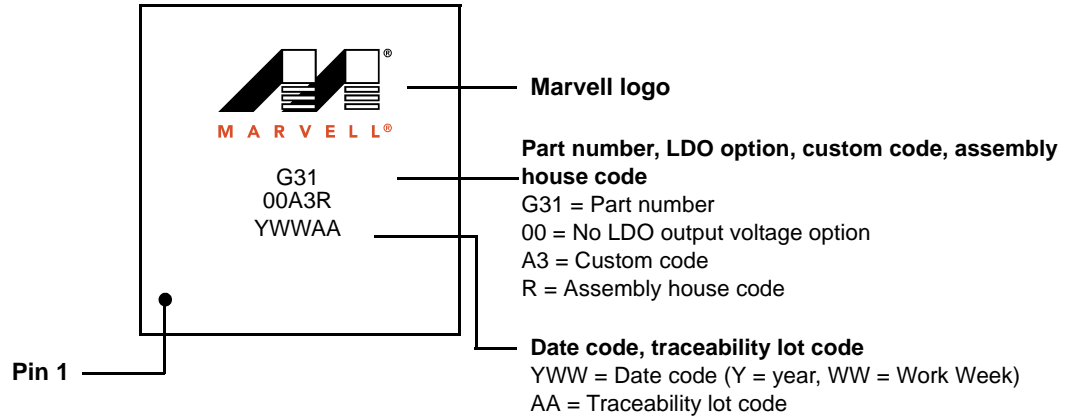 ®
MARVELL®
G31
00A3R
YWWAA
Pin 1
Marvell logo
Part number, LDO option, custom code, assembly
house code
G31 = Part number
00 = No LDO output voltage option
A3 = Custom code
R = Assembly house code
Date code, traceability lot code
YWW = Date code (Y = year, WW = Work Week)
AA = Traceability lot code